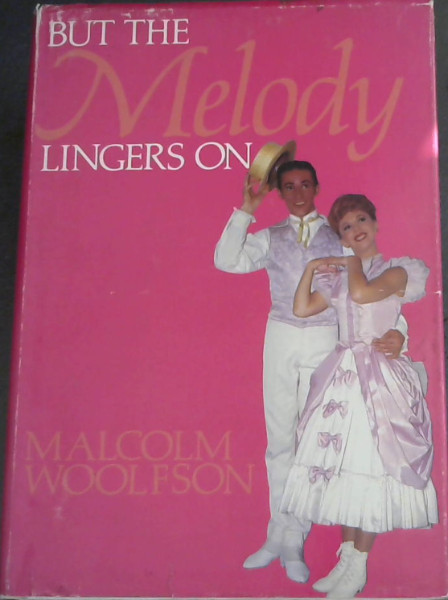 BUT THE
Melody
LINGERS ON
MALCOLM
WOOLFSON